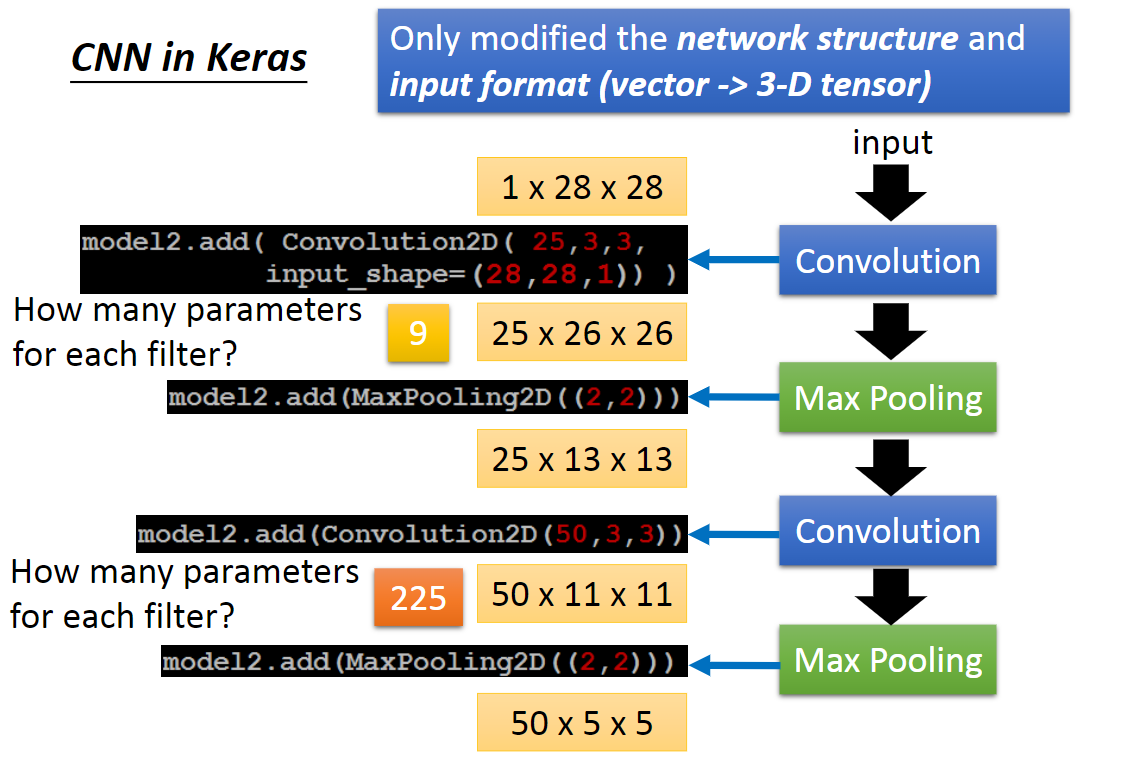 CNN in Keras
Only modified the network structure and
input format (vector -> 3-D tensor)
input
1 x 28 x 28
model2.add( Convolution2D( 25,3,3,
input_shape=(28,28,1)) )
Convolution
How many parameters
for each filter?
9
25 x 26 x 26
model2.add(MaxPooling2D((2,2)))
Max Pooling
25 x 13 x 13
model2.add(Convolution2D(50,3,3))
Convolution
How many parameters
for each filter?
225
50 x 11 x 11
model2.add(MaxPooling2D((2,2)))
Max Pooling
50 x 5 x 5